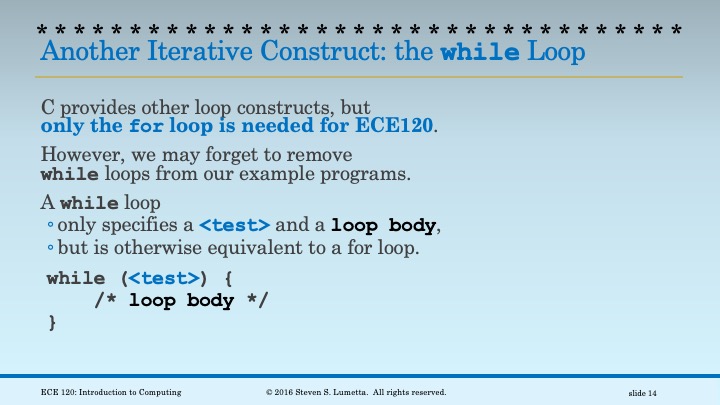 ***********************************
Another Iterative Construct: the while Loop
C provides other loop constructs, but
only the for loop is needed for ECE120.
However, we may forget to remove
while loops from our example programs.
A while loop
◦ only specifies a <test> and a loop body,
◦ but is otherwise equivalent to a for loop.
while (<test>) {
    /* loop body */
}
ECE 120: Introduction to Computing
© 2016 Steven S. Lumetta. All rights reserved.
slide 14